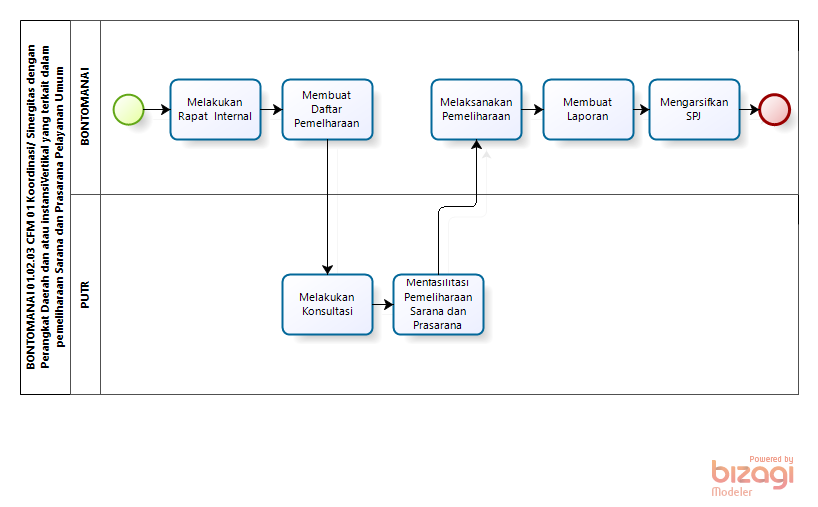 BONTOMANAI 01.02.03 CFM 01 Koordinasi/ Sinergitas dengan
Perangkat Daerah dan atau instansiVertikal yang terkait dalam
pemeliharaan Sarana dan Prasarana Pelayanan Umum
BONTOMANAI
Melakukan
Rapat Internal
Membuat
Daftar
Pemelharaan
Melaksanakan
Pemeliharaan
Membuat
Laporan
Mengarsifkan
SPJ
PUTR
Melakukan
Konsultasi
Menfasilitasi
Pemeliharaan
Sarana dan
Prasarana
Powered by
bizagi
Modeler